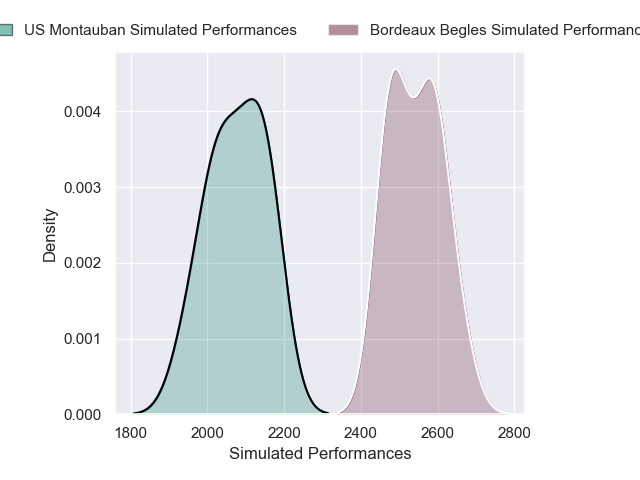 US Montauban Simulated Performances Bordeaux Begles Simulated Performanc
0.004
0.003
0.002
0.001
0.000
Density
1800 2000 2200 2400 2600 2800
Simulated Performances